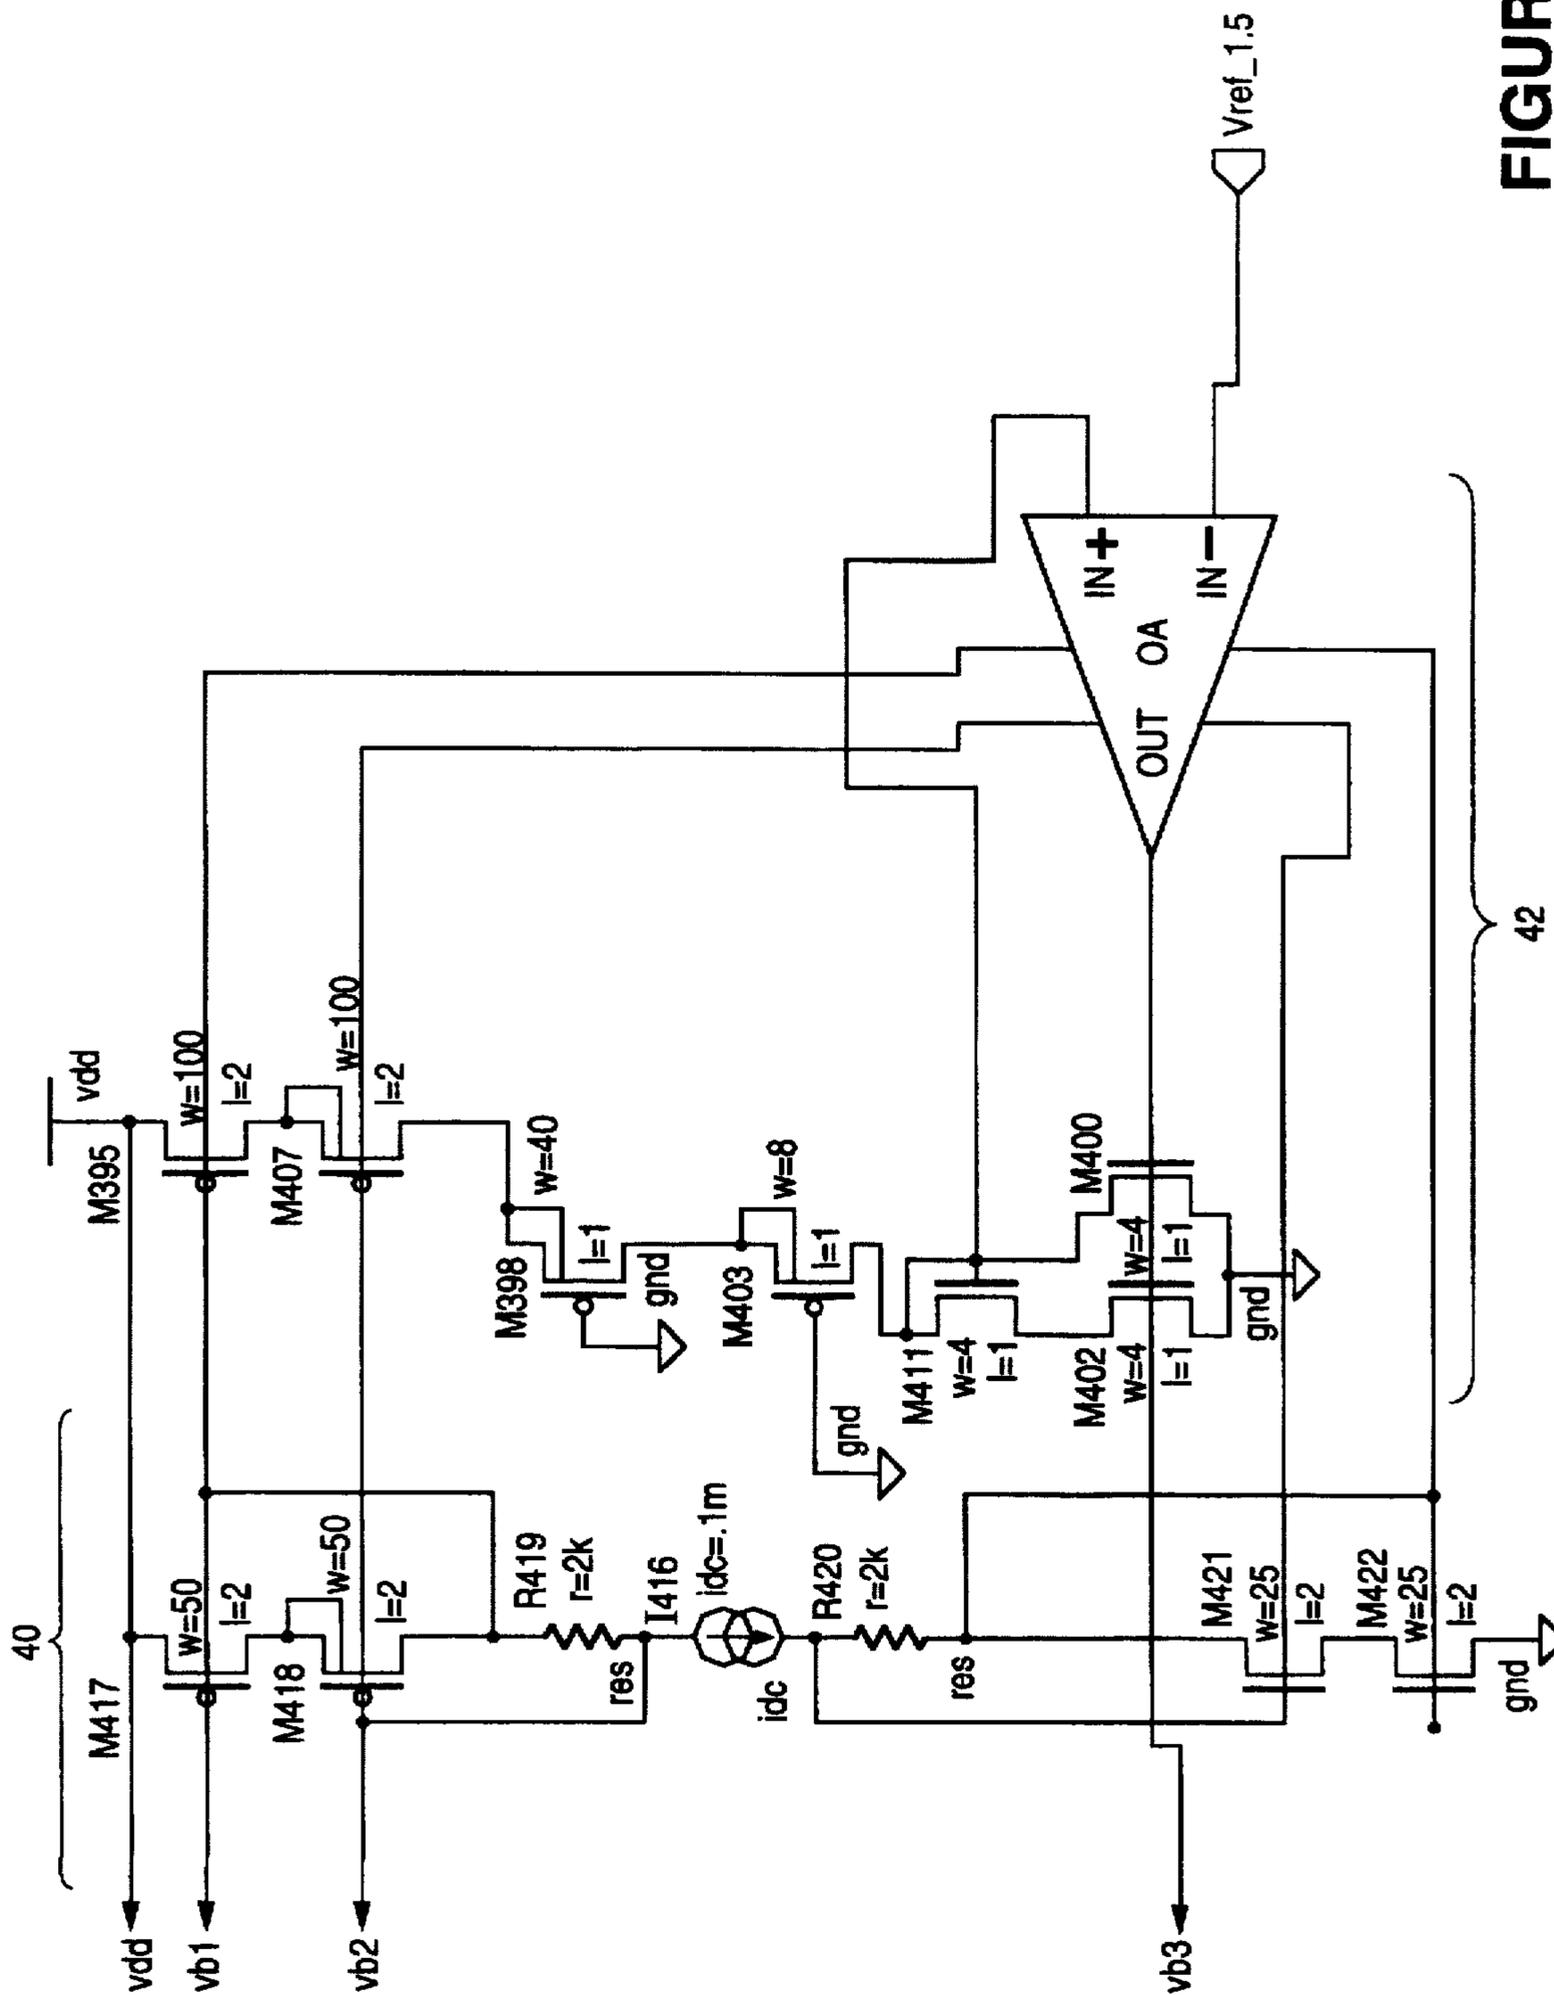 40
vdd
vb1
vb2
vb3
M417
w=50
l=2
M418
w=50
l=2
R419
r=2k
res
I416
idc=.1m
idc
R420
r=2k
res
M421
w=25
l=2
M422
w=25
l=2
gnd
vdd
M395
w=100
l=2
M407
w=100
l=2
M398
w=40
l=1
gnd
M403
w=8
l=1
gnd
M411
w=4
l=1
M402
w=4
l=1
M400
w=4
l=1
gnd
OUT OA
IN+
IN−
Vref_1.5
42
FIGUR